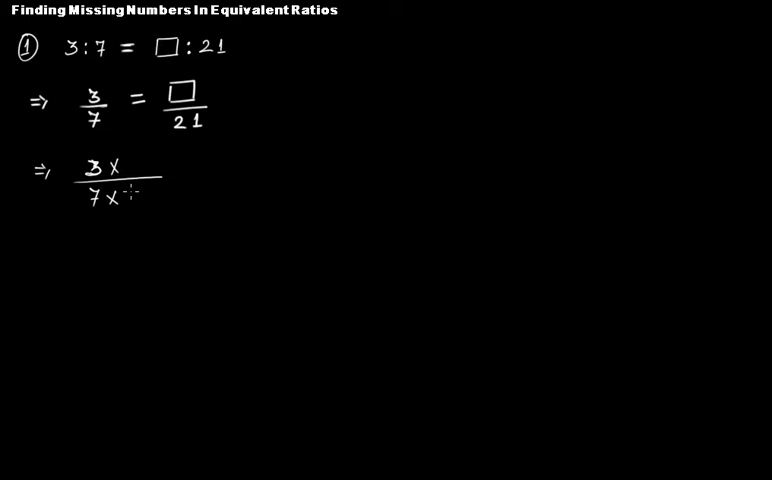 Finding Missing Numbers In Equivalent Ratios
① 3 : 7 = □ : 21
⇒ 3/7 = □/21
⇒ 3 × / 7 ×